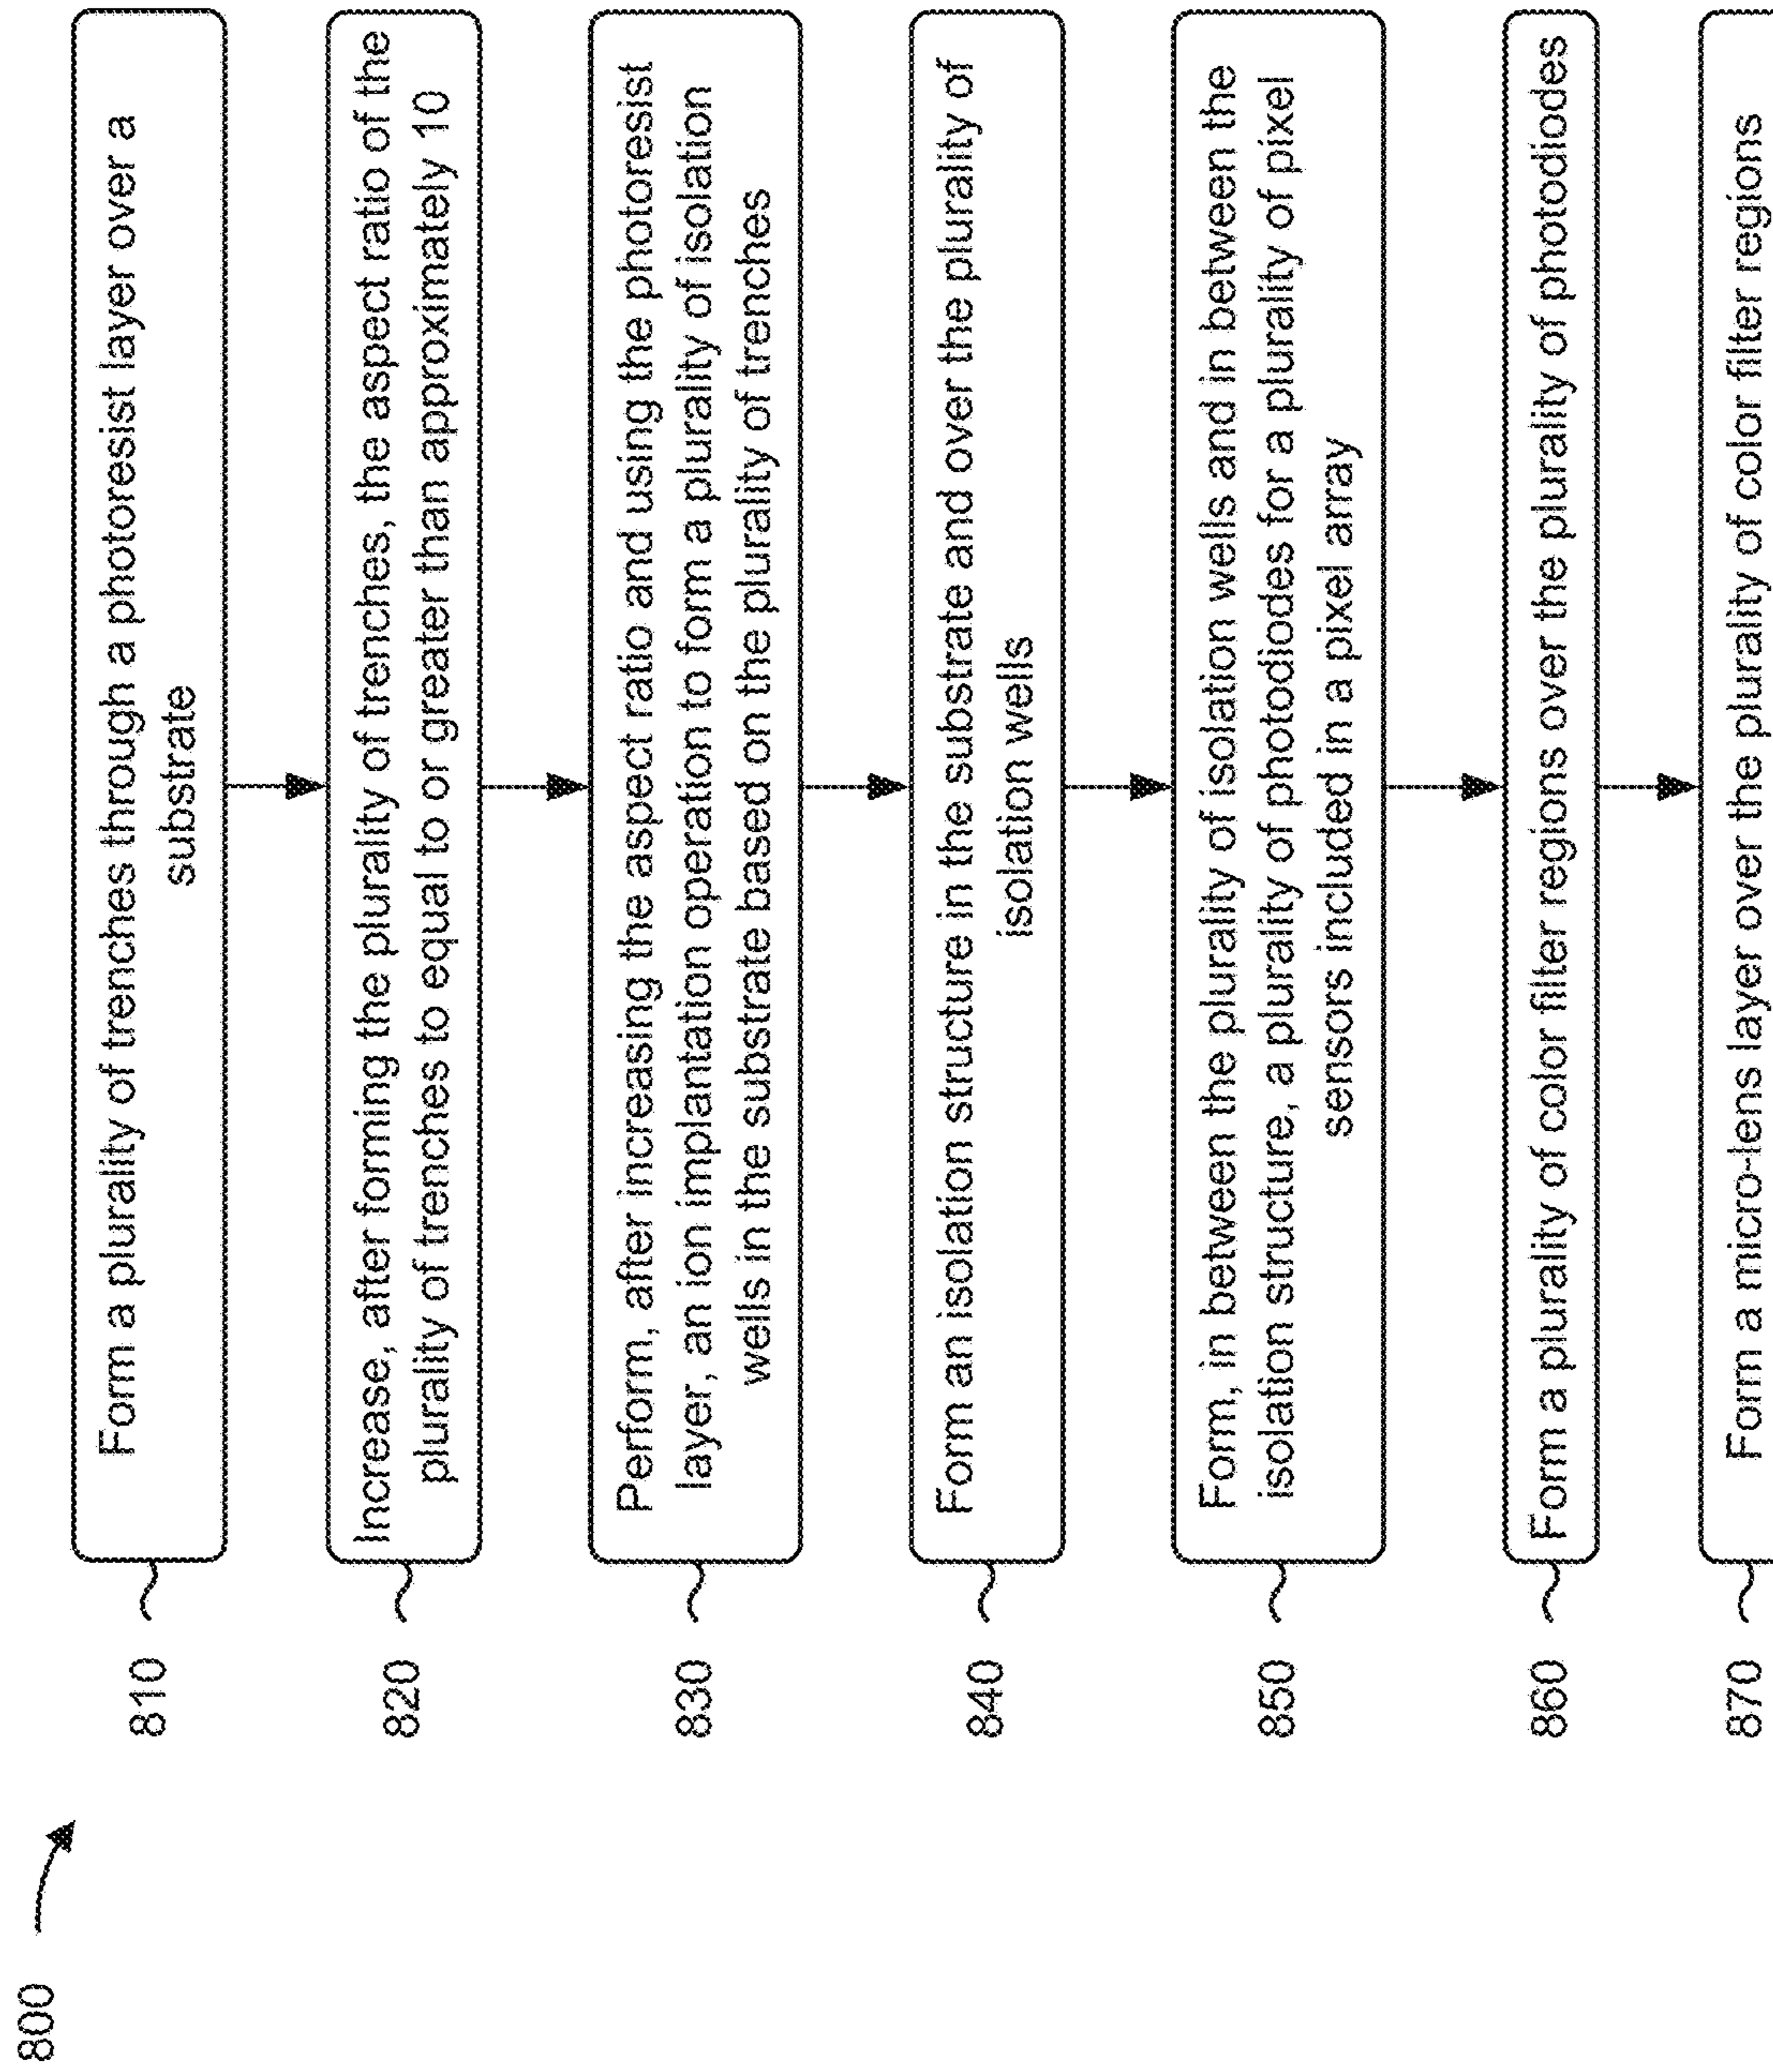 800
810
Form a plurality of trenches through a photoresist layer over a
substrate
820
Increase, after forming the plurality of trenches, the aspect ratio of the
plurality of trenches to equal to or greater than approximately 10
830
Perform, after increasing the aspect ratio and using the photoresist
layer, an ion implantation operation to form a plurality of isolation
wells in the substrate based on the plurality of trenches
840
Form an isolation structure in the substrate and over the plurality of
isolation wells
850
Form, in between the plurality of isolation wells and in between the
isolation structure, a plurality of photodiodes for a plurality of pixel
sensors included in a pixel array
860
Form a plurality of color filter regions over the plurality of photodiodes
870
Form a micro-lens layer over the plurality of color filter regions